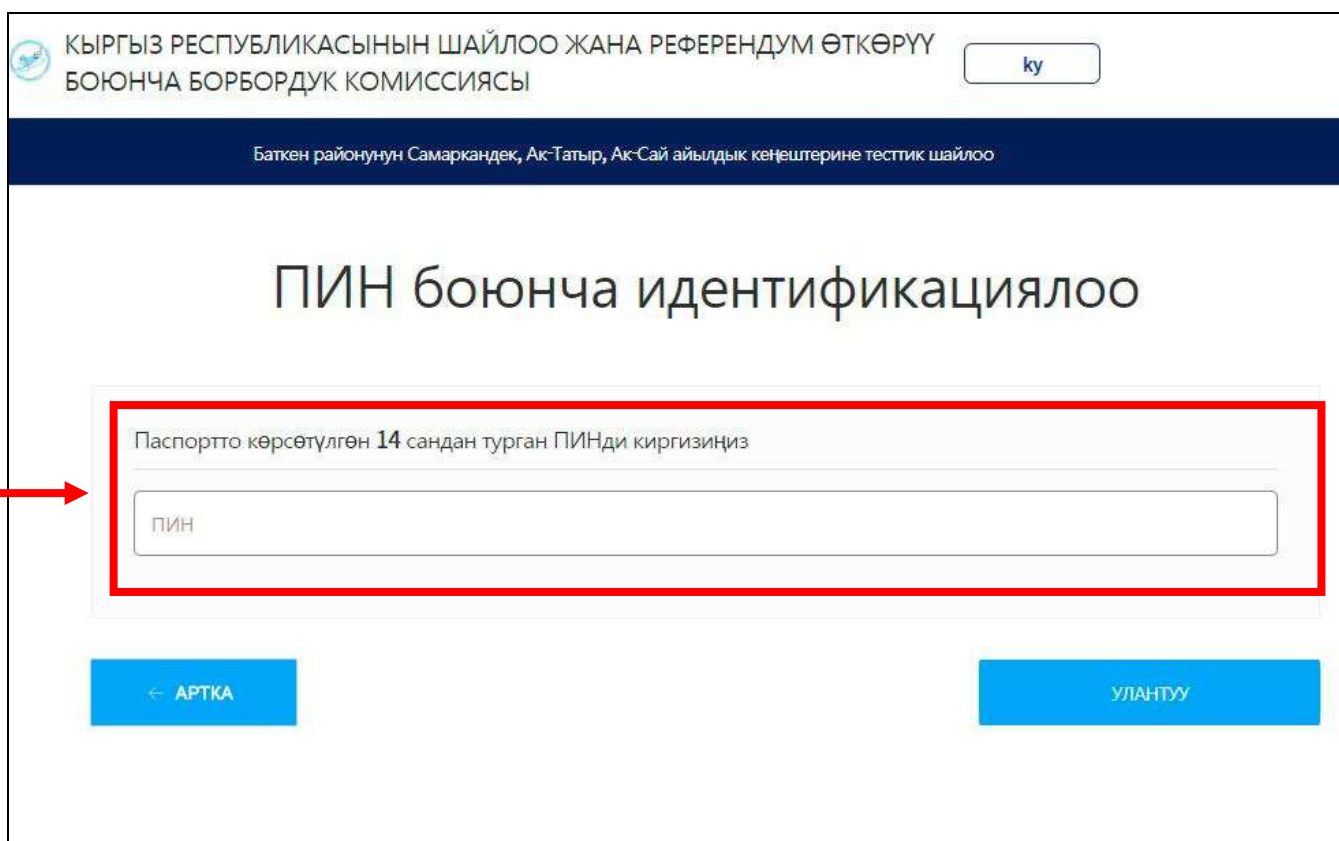 КЫРГЫЗ РЕСПУБЛИКАСЫНЫН ШАЙЛОО ЖАНА РЕФЕРЕНДУМ ӨТКӨРҮҮ
БОЮНЧА БОРБОРДУК КОМИССИЯСЫ
ky
Баткен районунун Самаркандек, Ак-Татыр, Ак-Сай айылдык кеңештерине тесттик шайлоо
ПИН боюнча идентификациялоо
Паспортто көрсөтүлгөн 14 сандан турган ПИНди киргизиңиз
ПИН
← АРТКА
УЛАНТУУ